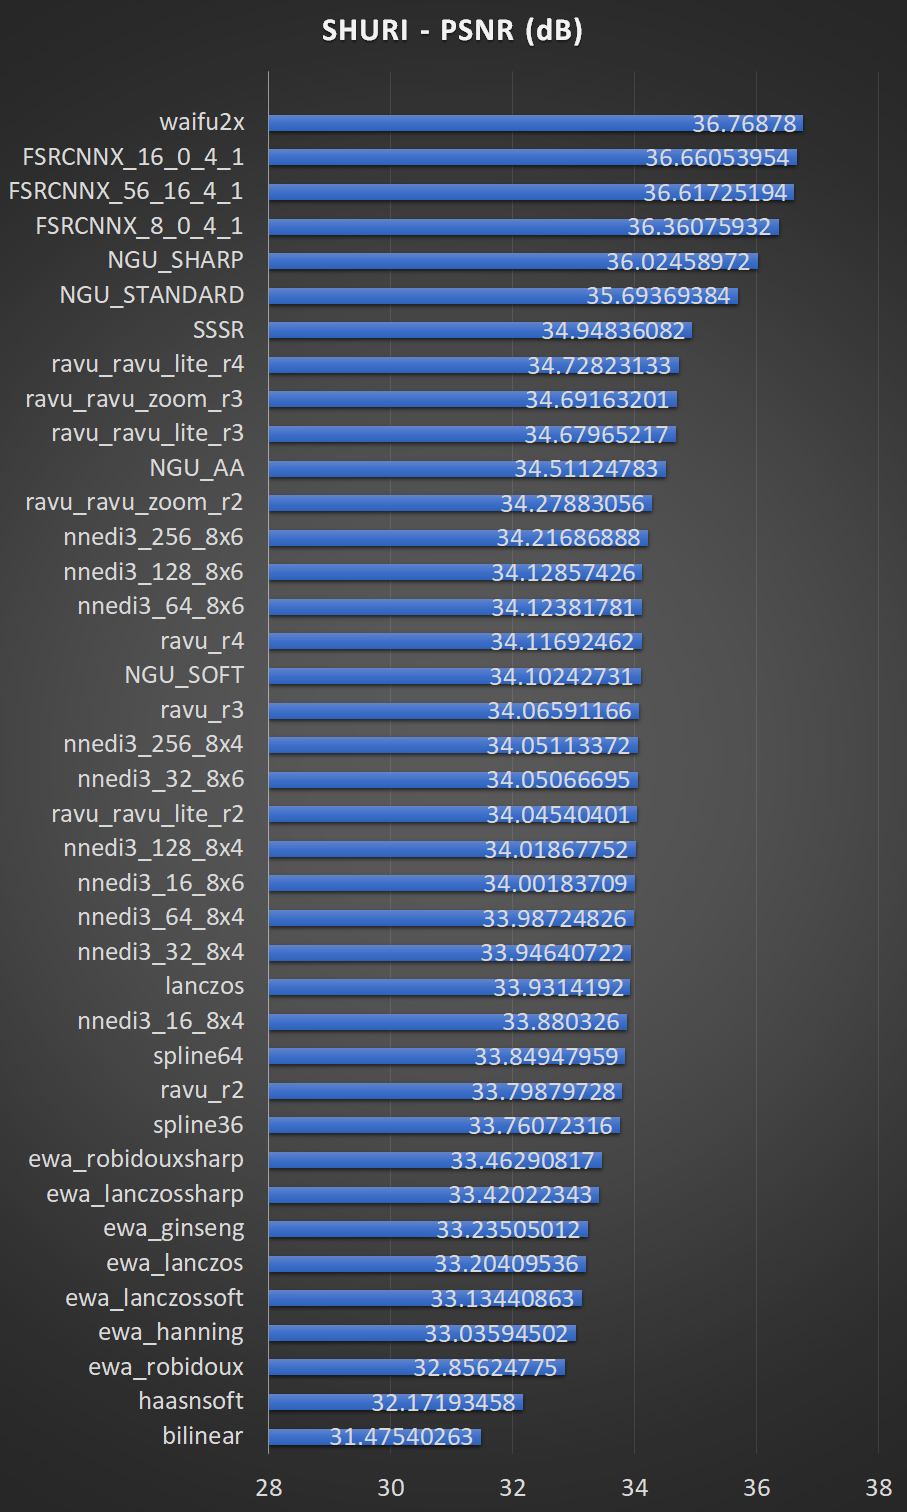 SHURI - PSNR (dB)
waifu2x 36.76878
FSRCNNX_16_0_4_1 36.66053954
FSRCNNX_56_16_4_1 36.61725194
FSRCNNX_8_0_4_1 36.36075932
NGU_SHARP 36.02458972
NGU_STANDARD 35.69369384
SSSR 34.94836082
ravu_ravu_lite_r4 34.72823133
ravu_ravu_zoom_r3 34.69163201
ravu_ravu_lite_r3 34.67965217
NGU_AA 34.51124783
ravu_ravu_zoom_r2 34.27883056
nnedi3_256_8x6 34.21686888
nnedi3_128_8x6 34.12857426
nnedi3_64_8x6 34.12381781
ravu_r4 34.11692462
NGU_SOFT 34.10242731
ravu_r3 34.06591166
nnedi3_256_8x4 34.05113372
nnedi3_32_8x6 34.05066695
ravu_ravu_lite_r2 34.04540401
nnedi3_128_8x4 34.01867752
nnedi3_16_8x6 34.00183709
nnedi3_64_8x4 33.98724826
nnedi3_32_8x4 33.94640722
lanczos 33.9314192
nnedi3_16_8x4 33.880326
spline64 33.84947959
ravu_r2 33.79879728
spline36 33.76072316
ewa_robidouxsharp 33.46290817
ewa_lanczossharp 33.42022343
ewa_ginseng 33.23505012
ewa_lanczos 33.20409536
ewa_lanczossoft 33.13440863
ewa_hanning 33.03594502
ewa_robidoux 32.85624775
haasnsoft 32.17193458
bilinear 31.47540263
28 30 32 34 36 38